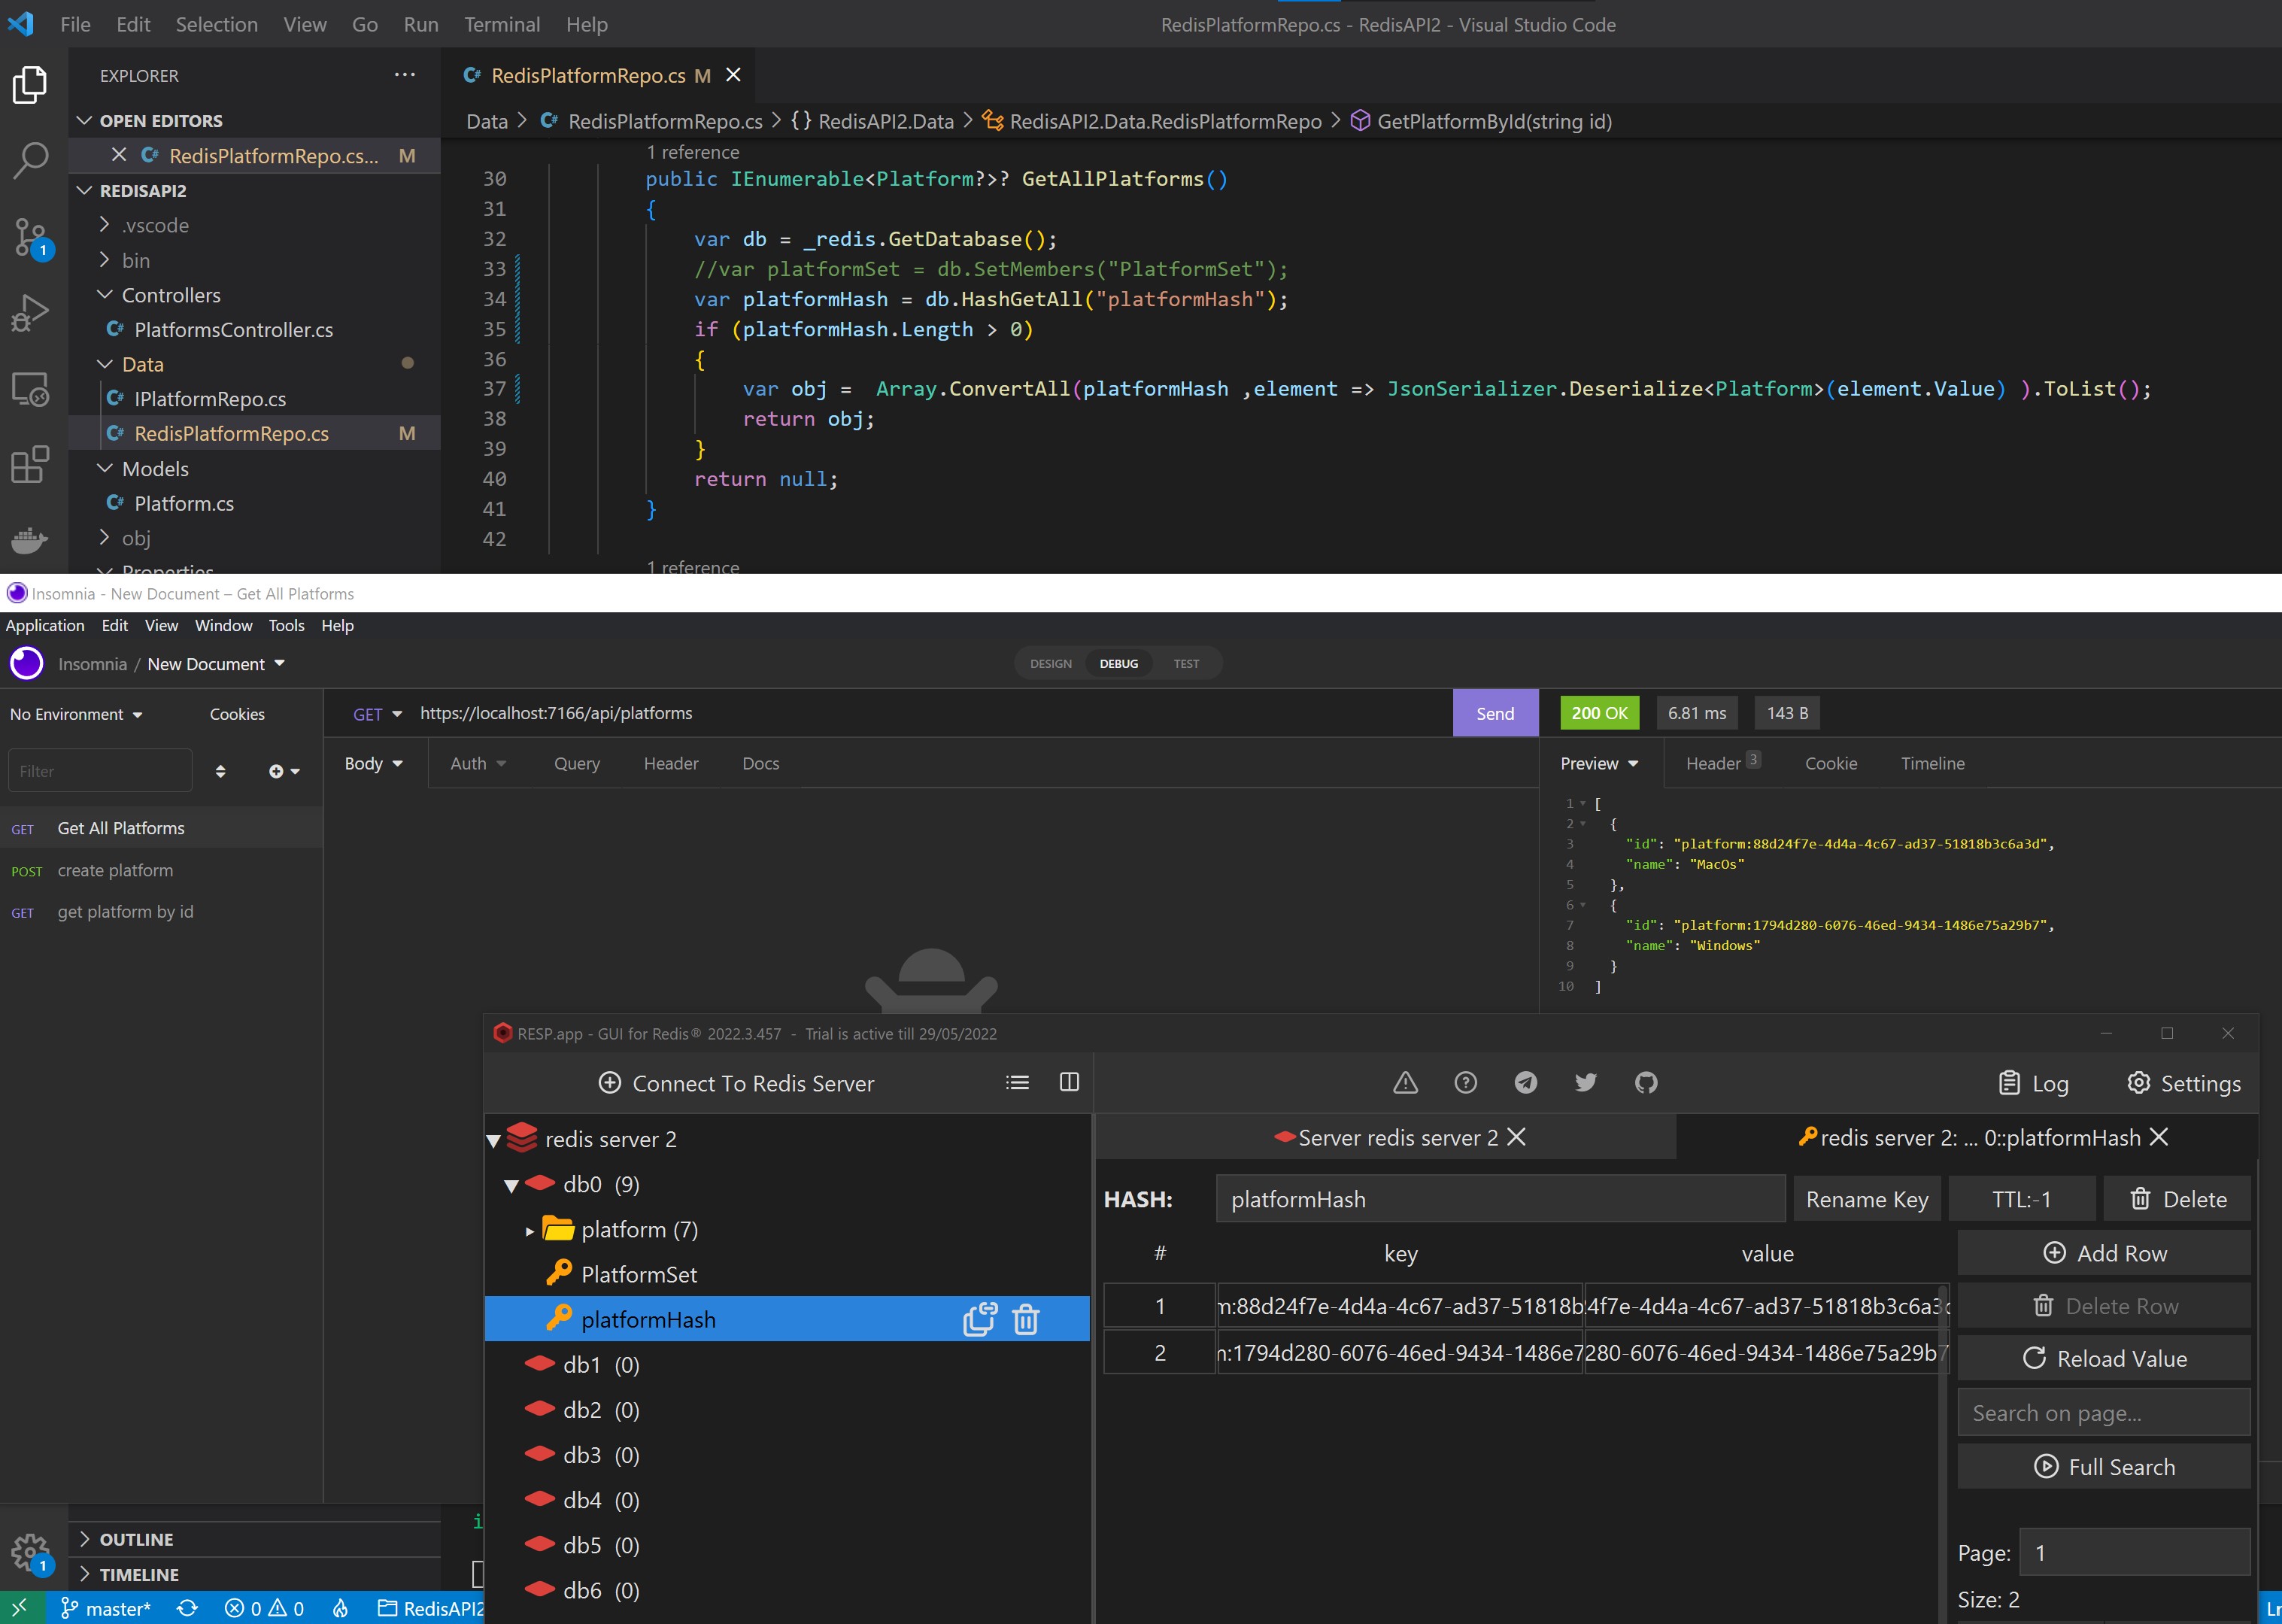 File Edit Selection View Go Run Terminal Help
RedisPlatformRepo.cs - RedisAPI2 - Visual Studio Code
EXPLORER
OPEN EDITORS
RedisPlatformRepo.cs... M
REDISAPI2
.vscode
bin
Controllers
C# PlatformsController.cs
Data
C# IPlatformRepo.cs
C# RedisPlatformRepo.cs M
Models
C# Platform.cs
obj
Properties
C# RedisPlatformRepo.cs M
Data > C# RedisPlatformRepo.cs > {} RedisAPI2.Data > RedisAPI2.Data.RedisPlatformRepo > GetPlatformById(string id)
1 reference
30 public IEnumerable<Platform?>? GetAllPlatforms()
31 {
32 var db = _redis.GetDatabase();
33 //var platformSet = db.SetMembers("PlatformSet");
34 var platformHash = db.HashGetAll("platformHash");
35 if (platformHash.Length > 0)
36 {
37 var obj =  Array.ConvertAll(platformHash ,element => JsonSerializer.Deserialize<Platform>(element.Value) ).ToList();
38 return obj;
39 }
40 return null;
41 }
42
1 reference
Insomnia - New Document – Get All Platforms
Application Edit View Window Tools Help
Insomnia / New Document
DESIGN DEBUG TEST
No Environment Cookies
Filter
GET Get All Platforms
POST create platform
GET get platform by id
GET https://localhost:7166/api/platforms Send
Body Auth Query Header Docs
200 OK 6.81 ms 143 B
Preview Header 3 Cookie Timeline
1 [
2 {
3 "id": "platform:88d24f7e-4d4a-4c67-ad37-51818b3c6a3d",
4 "name": "MacOs"
5 },
6 {
7 "id": "platform:1794d280-6076-46ed-9434-1486e75a29b7",
8 "name": "Windows"
9 }
10 ]
RESP.app - GUI for Redis® 2022.3.457 - Trial is active till 29/05/2022
Connect To Redis Server
Log Settings
redis server 2
db0 (9)
platform (7)
PlatformSet
platformHash
db1 (0)
db2 (0)
db3 (0)
db4 (0)
db5 (0)
db6 (0)
Server redis server 2
redis server 2: ... 0::platformHash
HASH: platformHash Rename Key TTL:-1 Delete
# key value
1 m:88d24f7e-4d4a-4c67-ad37-51818b 4f7e-4d4a-4c67-ad37-51818b3c6a3
2 1794d280-6076-46ed-9434-1486e7 280-6076-46ed-9434-1486e75a29b7
Add Row
Delete Row
Reload Value
Search on page...
Full Search
Page: 1
Size: 2
OUTLINE
TIMELINE
1
1
i
master* 0 0 RedisAPI2
Ln